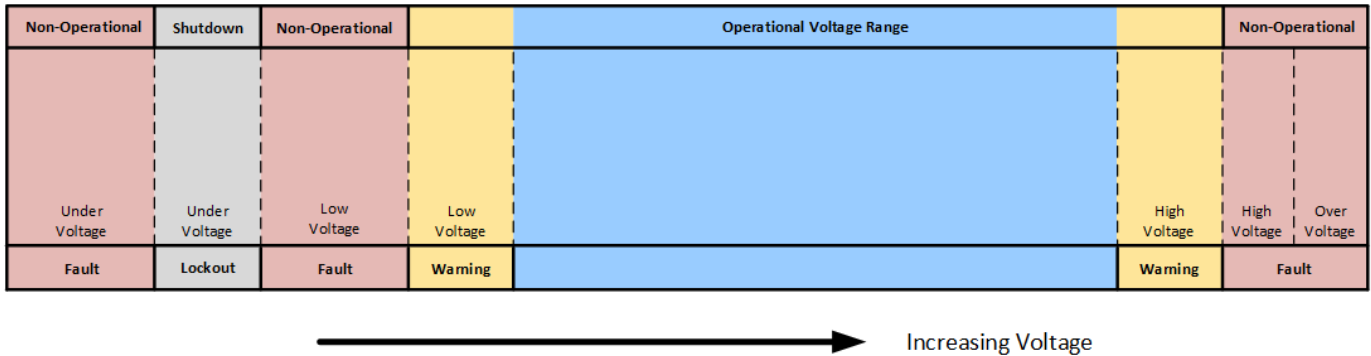 Non-Operational Shutdown Non-Operational Operational Voltage Range Non-Operational
Under Under Low Low High High Over
Voltage Voltage Voltage Voltage Voltage Voltage Voltage
Fault Lockout Fault Warning Warning Fault
Increasing Voltage